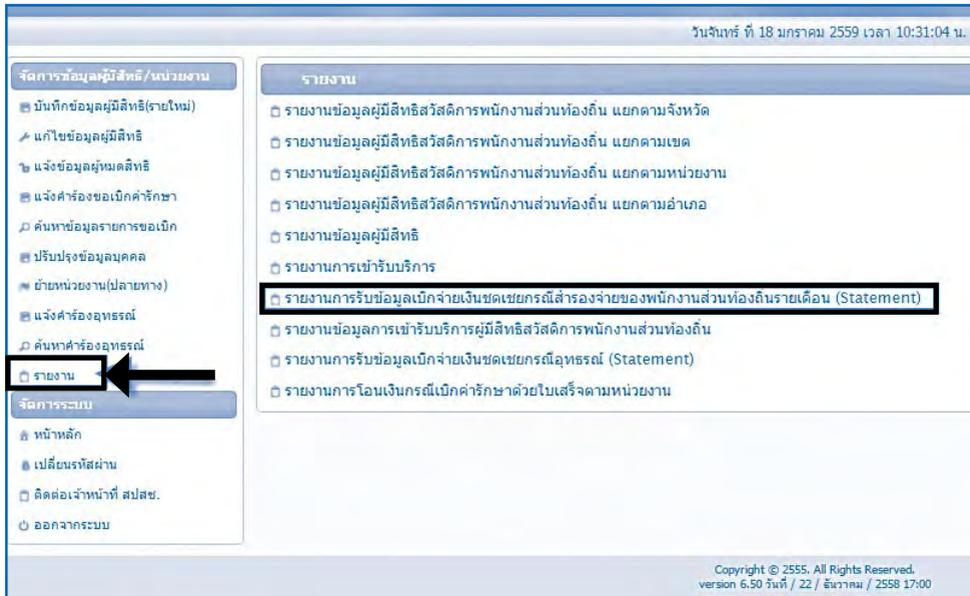 วันจันทร์ ที่ 18 มกราคม 2559 เวลา 10:31:04 น.
จัดการข้อมูลผู้มีสิทธิ/หน่วยงาน
บันทึกข้อมูลผู้มีสิทธิ(รายใหม่)
แก้ไขข้อมูลผู้มีสิทธิ
แจ้งข้อมูลผู้หมดสิทธิ
แจ้งคำร้องขอเบิกค่ารักษา
ค้นหาข้อมูลรายการขอเบิก
ปรับปรุงข้อมูลบุคคล
ย้ายหน่วยงาน(ปลายทาง)
แจ้งคำร้องอุทธรณ์
ค้นหาคำร้องอุทธรณ์
รายงาน
จัดการระบบ
หน้าหลัก
เปลี่ยนรหัสผ่าน
ติดต่อเจ้าหน้าที่ สปสช.
ออกจากระบบ
รายงาน
รายงานข้อมูลผู้มีสิทธิสวัสดิการพนักงานส่วนท้องถิ่น แยกตามจังหวัด
รายงานข้อมูลผู้มีสิทธิสวัสดิการพนักงานส่วนท้องถิ่น แยกตามเขต
รายงานข้อมูลผู้มีสิทธิสวัสดิการพนักงานส่วนท้องถิ่น แยกตามหน่วยงาน
รายงานข้อมูลผู้มีสิทธิสวัสดิการพนักงานส่วนท้องถิ่น แยกตามอำเภอ
รายงานข้อมูลผู้มีสิทธิ
รายงานการเข้ารับบริการ
รายงานการรับข้อมูลเบิกจ่ายเงินชดเชยกรณีสำรองจ่ายของพนักงานส่วนท้องถิ่นรายเดือน (Statement)
รายงานข้อมูลการเข้ารับบริการผู้มีสิทธิสวัสดิการพนักงานส่วนท้องถิ่น
รายงานการรับข้อมูลเบิกจ่ายเงินชดเชยกรณีอุทธรณ์ (Statement)
รายงานการโอนเงินกรณีเบิกค่ารักษาด้วยใบเสร็จตามหน่วยงาน
Copyright © 2555. All Rights Reserved.
version 6.50 วันที่ / 22 / ธันวาคม / 2558 17:00